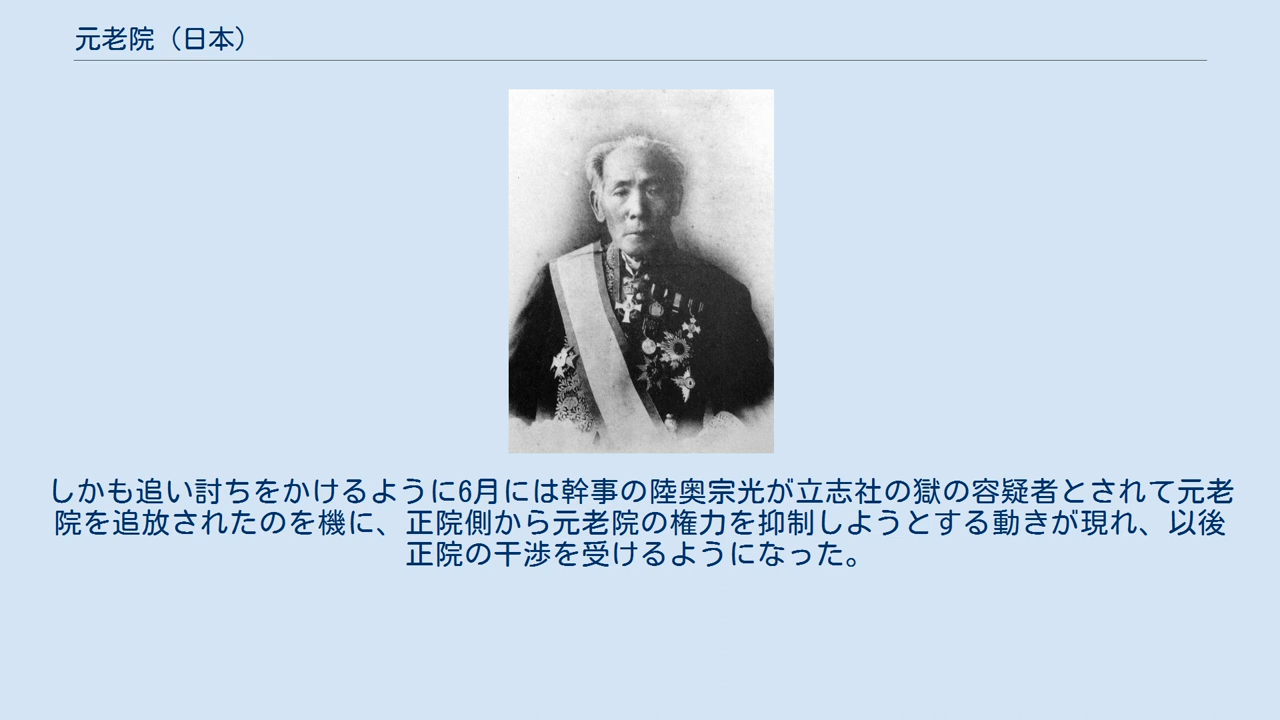 元老院（日本）
しかも追い討ちをかけるように6月には幹事の陸奥宗光が立志社の獄の容疑者とされて元老
院を追放されたのを機に、正院側から元老院の権力を抑制しようとする動きが現れ、以後
正院の干渉を受けるようになった。